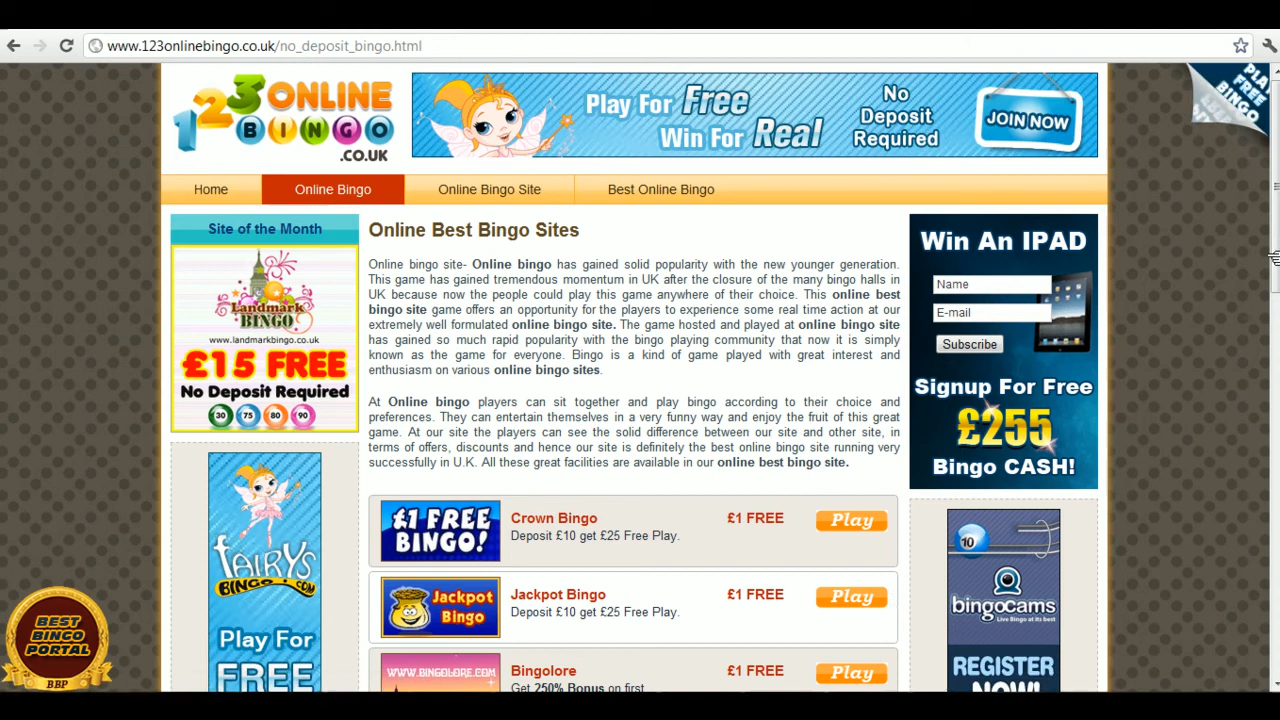 www.123onlinebingo.co.uk/no_deposit_bingo.html
123 ONLINE
BINGO
.CO.UK
Play For Free
Win For Real
No
Deposit
Required
JOIN NOW
PLAY
FREE
BINGO
Home
Online Bingo
Online Bingo Site
Best Online Bingo
Site of the Month
Landmark
BINGO
www.landmarkbingo.co.uk
£15 FREE
No Deposit Required
30 75 80 90
FAIRYS
BINGO.COM
Play For
FREE
BEST
BINGO
PORTAL
BBP
Online Best Bingo Sites
Online bingo site- Online bingo has gained solid popularity with the new younger generation.
This game has gained tremendous momentum in UK after the closure of the many bingo halls in
UK because now the people could play this game anywhere of their choice. This online best
bingo site game offers an opportunity for the players to experience some real time action at our
extremely well formulated online bingo site. The game hosted and played at online bingo site
has gained so much rapid popularity with the bingo playing community that now it is simply
known as the game for everyone. Bingo is a kind of game played with great interest and
enthusiasm on various online bingo sites.
At Online bingo players can sit together and play bingo according to their choice and
preferences. They can entertain themselves in a very funny way and enjoy the fruit of this great
game. At our site the players can see the solid difference between our site and other site, in
terms of offers, discounts and hence our site is definitely the best online bingo site running very
successfully in U.K. All these great facilities are available in our online best bingo site.
£1 FREE
BINGO!
Crown Bingo
Deposit £10 get £25 Free Play.
£1 FREE
Play
Jackpot
Bingo
Jackpot Bingo
Deposit £10 get £25 Free Play.
£1 FREE
Play
WWW.BINGOLORE.COM
Bingolore
Get 250% Bonus on first
£1 FREE
Play
Win An IPAD
Name
E-mail
Subscribe
Signup For Free
£255
Bingo CASH!
10
bingocams
Live Bingo at its best
REGISTER
NOW!